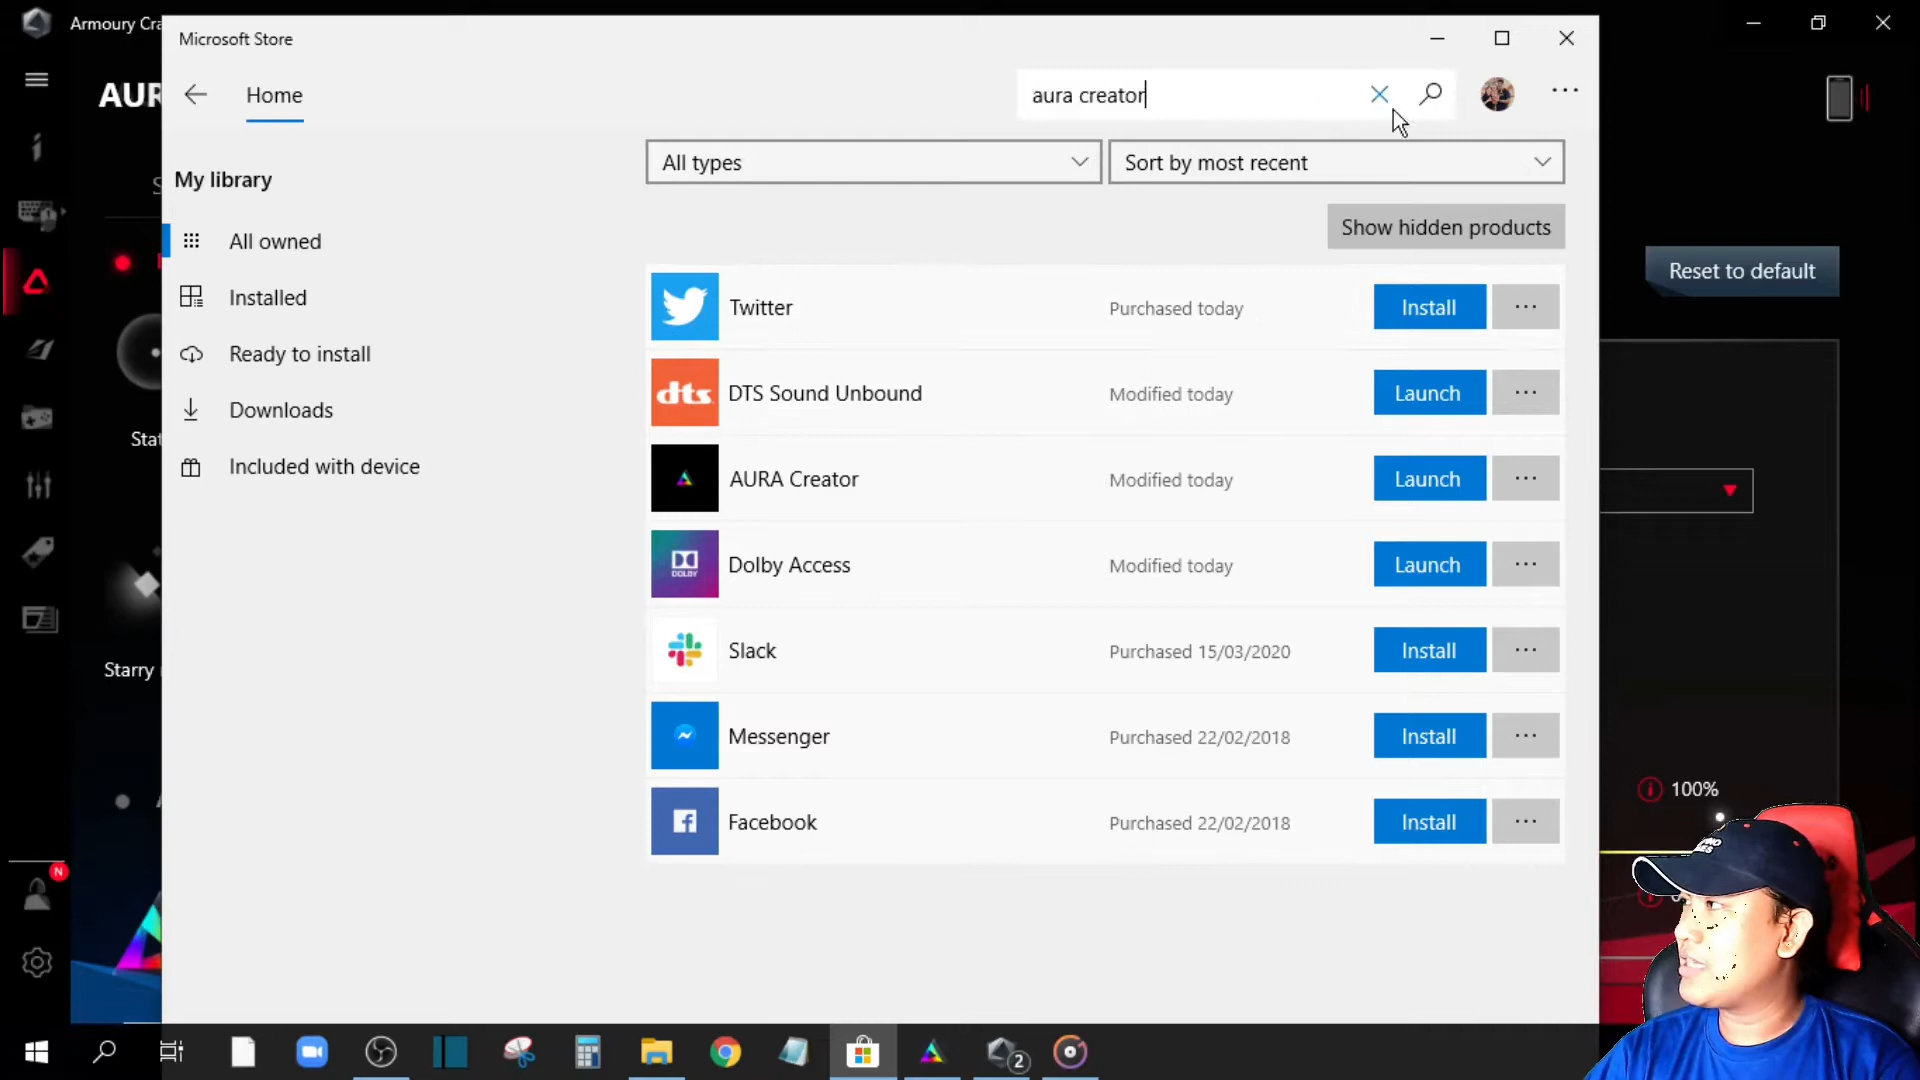 Armoury Cra
Microsoft Store
AUR
Home
aura creator
All types
Sort by most recent
My library
Show hidden products
All owned
Installed
Ready to install
Downloads
Included with device
Reset to default
Twitter
Purchased today
Install
dts
DTS Sound Unbound
Modified today
Launch
AURA Creator
Modified today
Launch
DOLBY
Dolby Access
Modified today
Launch
Slack
Purchased 15/03/2020
Install
Messenger
Purchased 22/02/2018
Install
Facebook
Purchased 22/02/2018
Install
Stat
Starry
100%
N
2